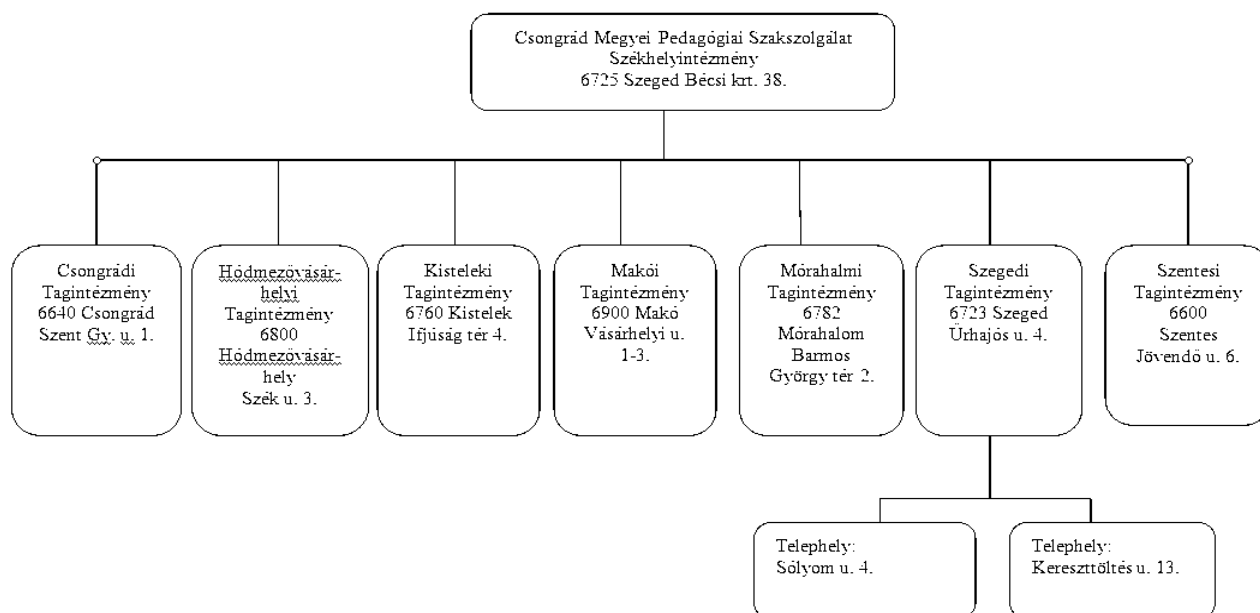 Csongrád Megyei Pedagógiai Szakszolgálat
Székhelyintézmény
6725 Szeged Bécsi krt. 38.
Csongrádi
Tagintézmény
6640 Csongrád
Szent Gy. u. 1.
Hódmezővásár-
helyi
Tagintézmény
6800
Hódmezővásár-
hely
Szék u. 3.
Kisteleki
Tagintézmény
6760 Kistelek
Ifjúság tér 4.
Makói
Tagintézmény
6900 Makó
Vásárhelyi u.
1-3.
Mórahalmi
Tagintézmény
6782
Mórahalom
Barmos
György tér 2.
Szegedi
Tagintézmény
6723 Szeged
Űrhajós u. 4.
Szentesi
Tagintézmény
6600
Szentes
Jövendő u. 6.
Telephely:
Sólyom u. 4.
Telephely:
Kereszttöltés u. 13.